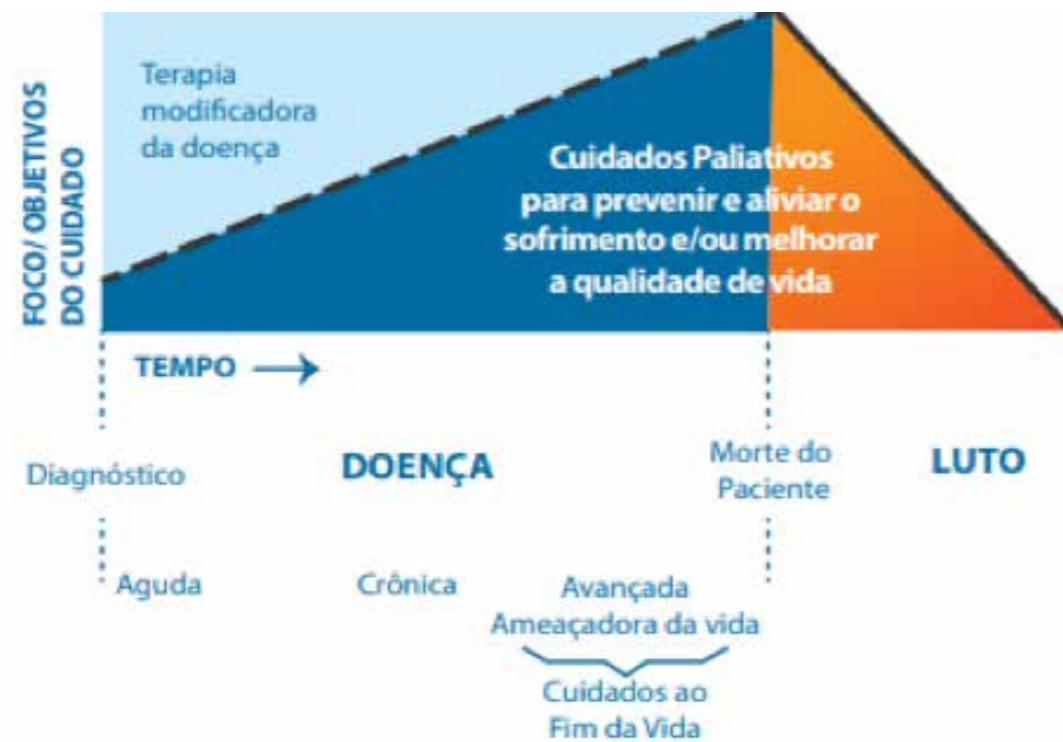 FOCO/ OBJETIVOS
DO CUIDADO
Terapia
modificadora
da doença
Cuidados Paliativos
para prevenir e aliviar o
sofrimento e/ou melhorar
a qualidade de vida
TEMPO
Diagnóstico
DOENÇA
Morte do
Paciente
LUTO
Aguda
Crônica
Avançada
Ameaçadora da vida
Cuidados ao
Fim da Vida